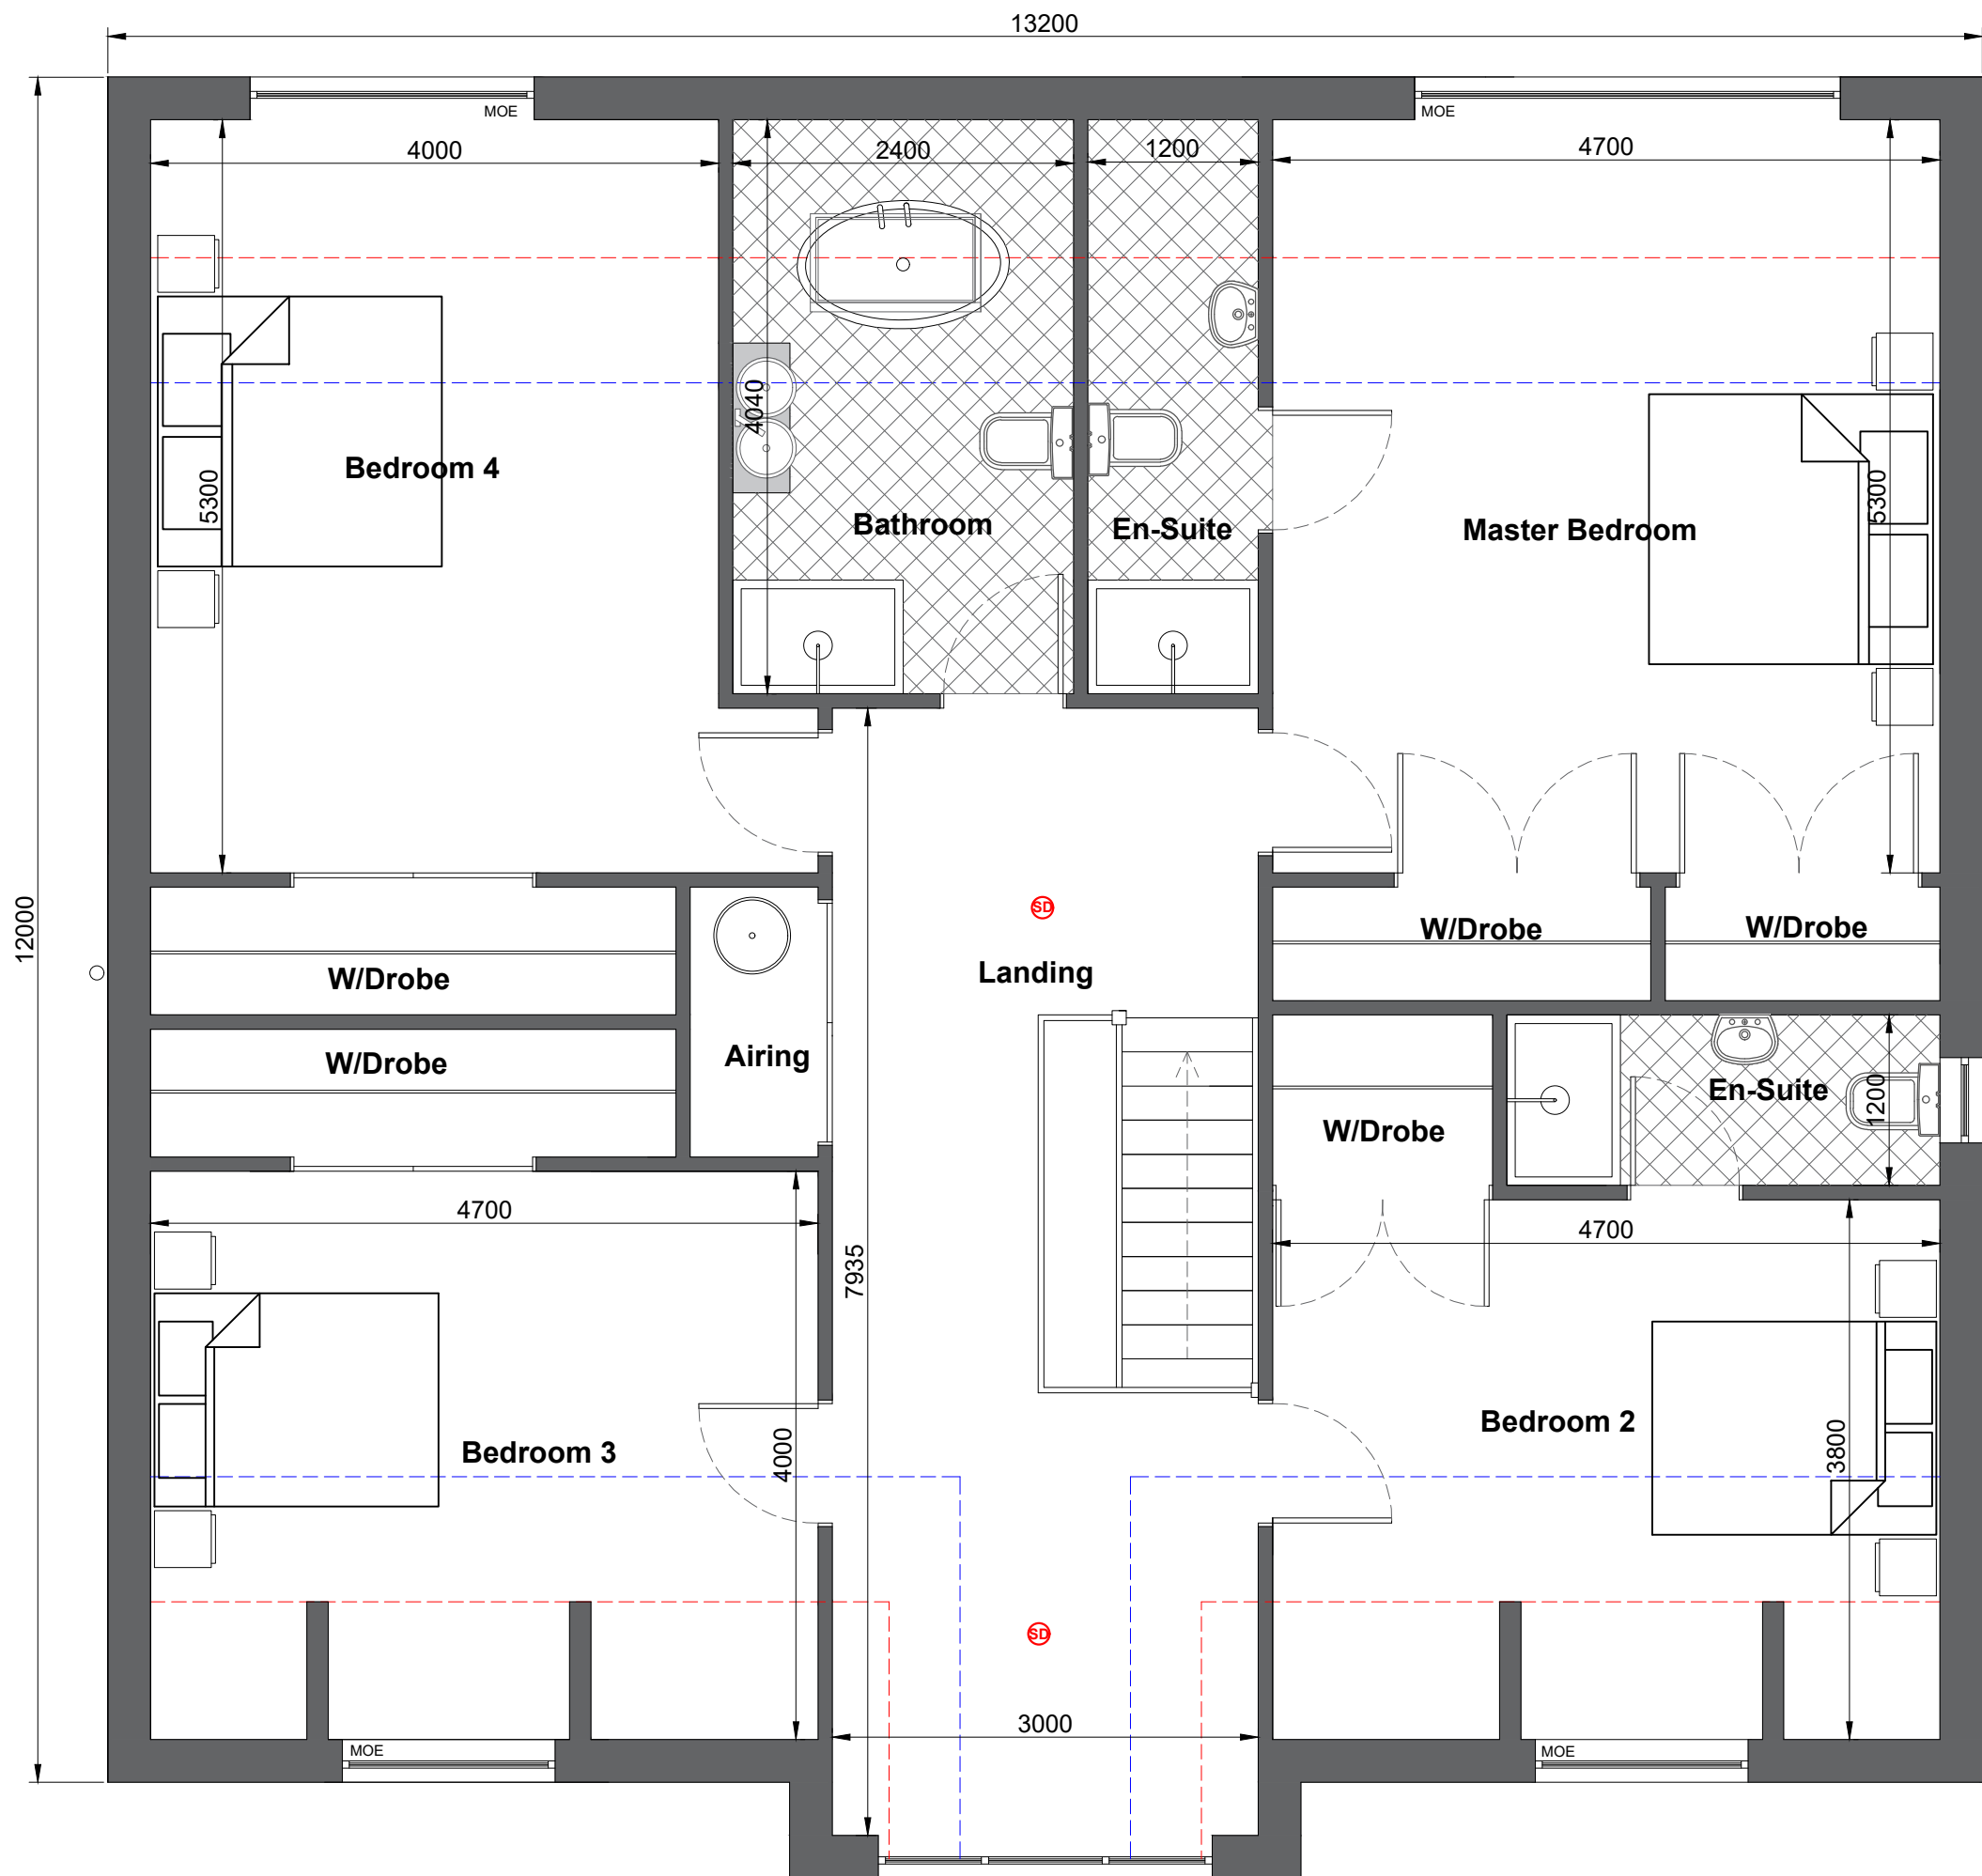 13200
MOE
MOE
4000
2400
1200
4700
4040
Bedroom 4
5300
Bathroom
En-Suite
Master Bedroom
5300
12000
SD
Landing
W/Drobe
W/Drobe
W/Drobe
W/Drobe
Airing
W/Drobe
En-Suite
1200
4700
7935
4700
Bedroom 3
4000
Bedroom 2
3800
SD
3000
MOE
MOE